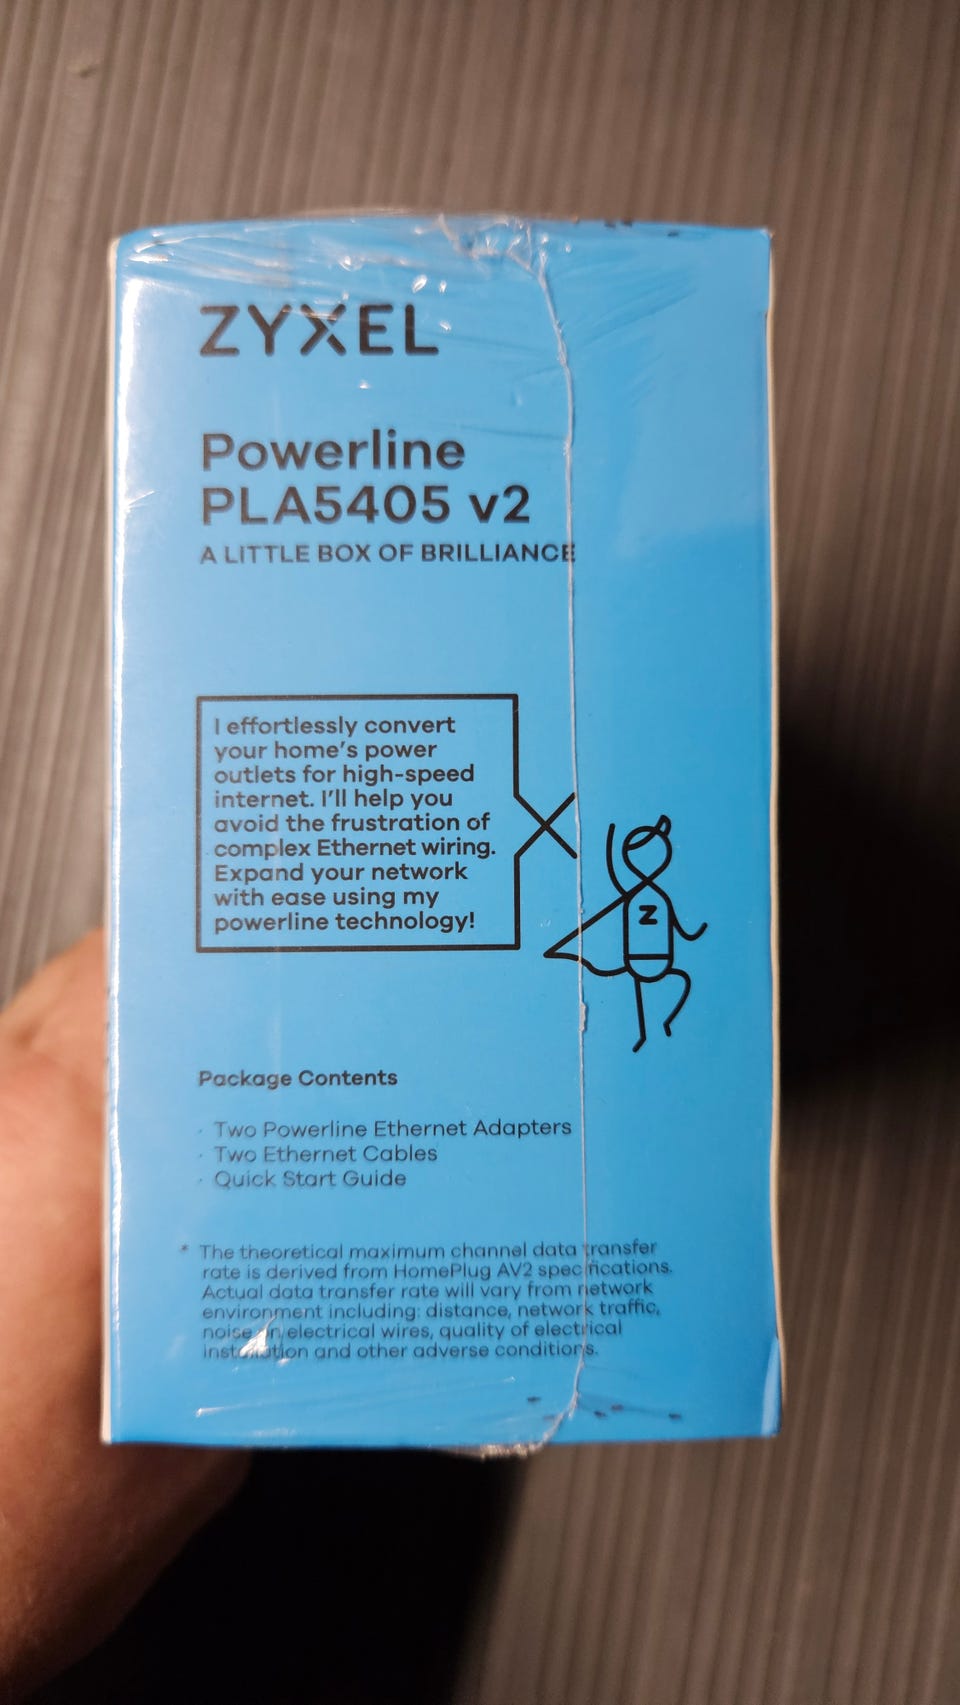 ZYXEL
Powerline
PLA5405 v2
A LITTLE BOX OF BRILLIANCE
I effortlessly convert
your home's power
outlets for high-speed
internet. I'll help you
avoid the frustration of
complex Ethernet wiring.
Expand your network
with ease using my
powerline technology!
Z
Package Contents
· Two Powerline Ethernet Adapters
· Two Ethernet Cables
· Quick Start Guide
* The theoretical maximum channel data transfer
rate is derived from HomePlug AV2 specifications.
Actual data transfer rate will vary from network
environment including: distance, network traffic,
noise on electrical wires, quality of electrical
installation and other adverse conditions.